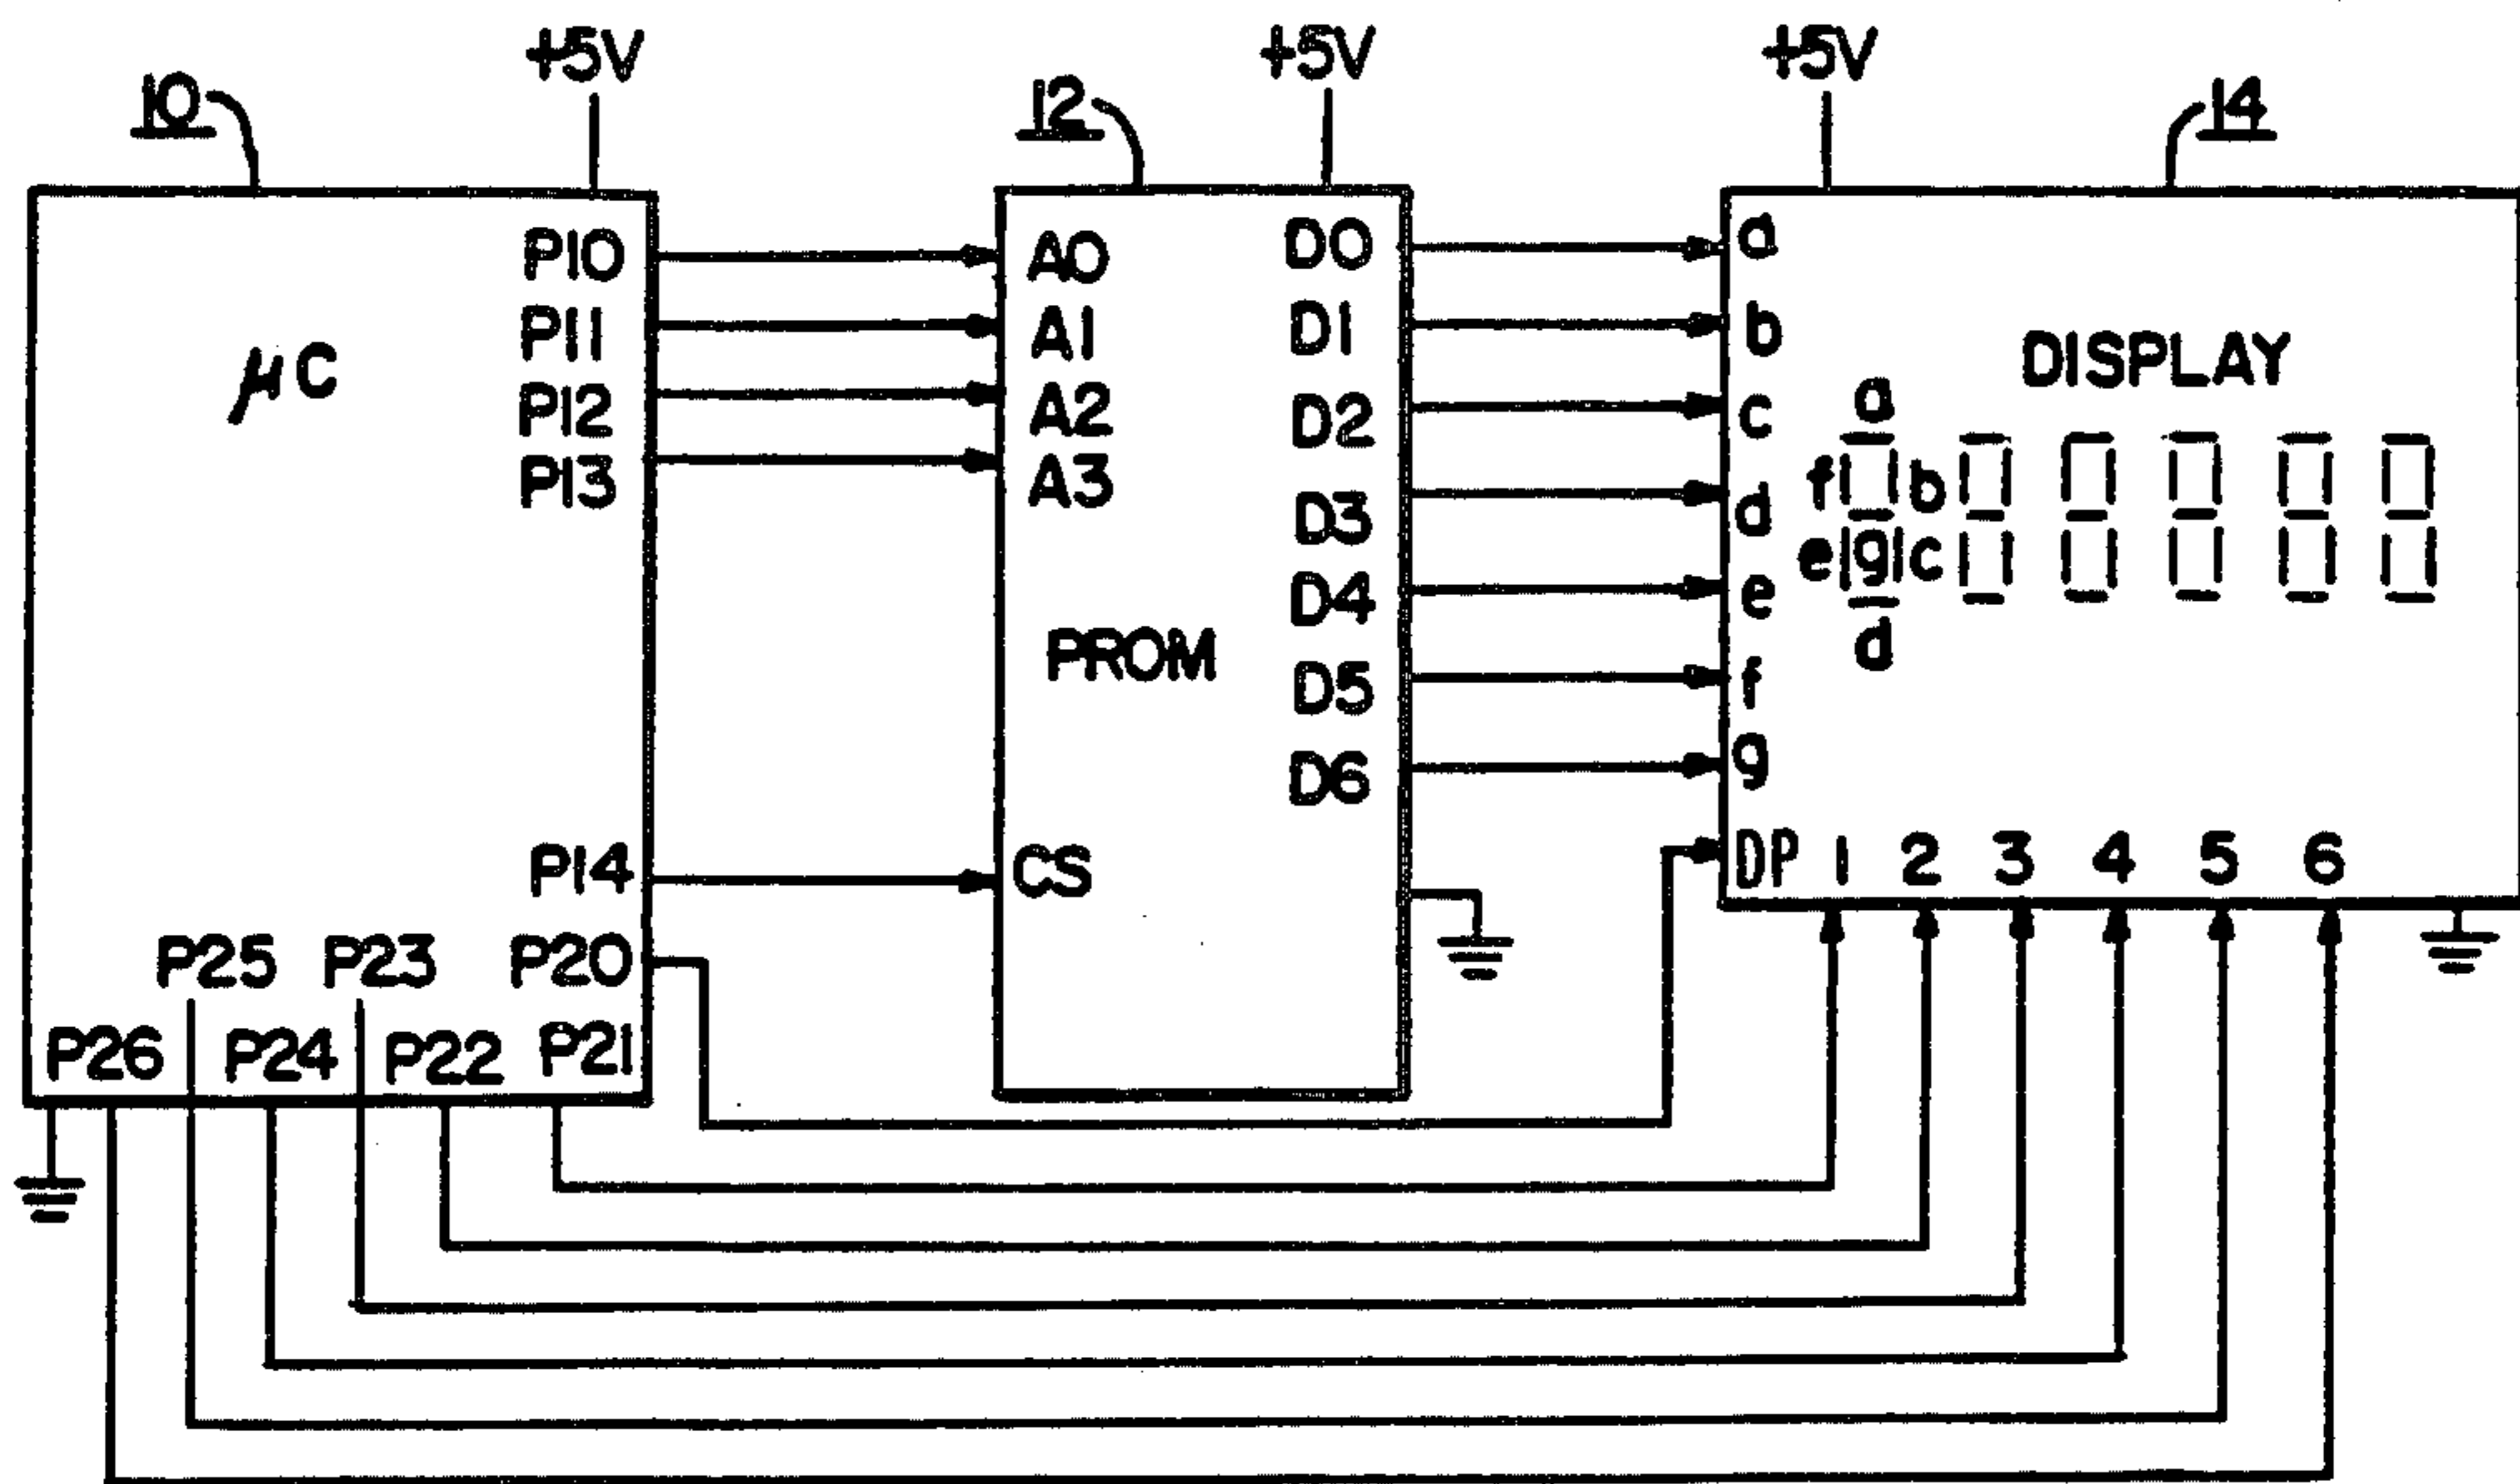 +5V
+5V
+5V
10
12
14
μC
P10
P11
P12
P13
P14
P20
P21
P22
P23
P24
P25
P26
A0
A1
A2
A3
PROM
CS
D0
D1
D2
D3
D4
D5
D6
a
b
c
d
e
f
g
DP 1 2 3 4 5 6
DISPLAY
a
f b
e g c
d